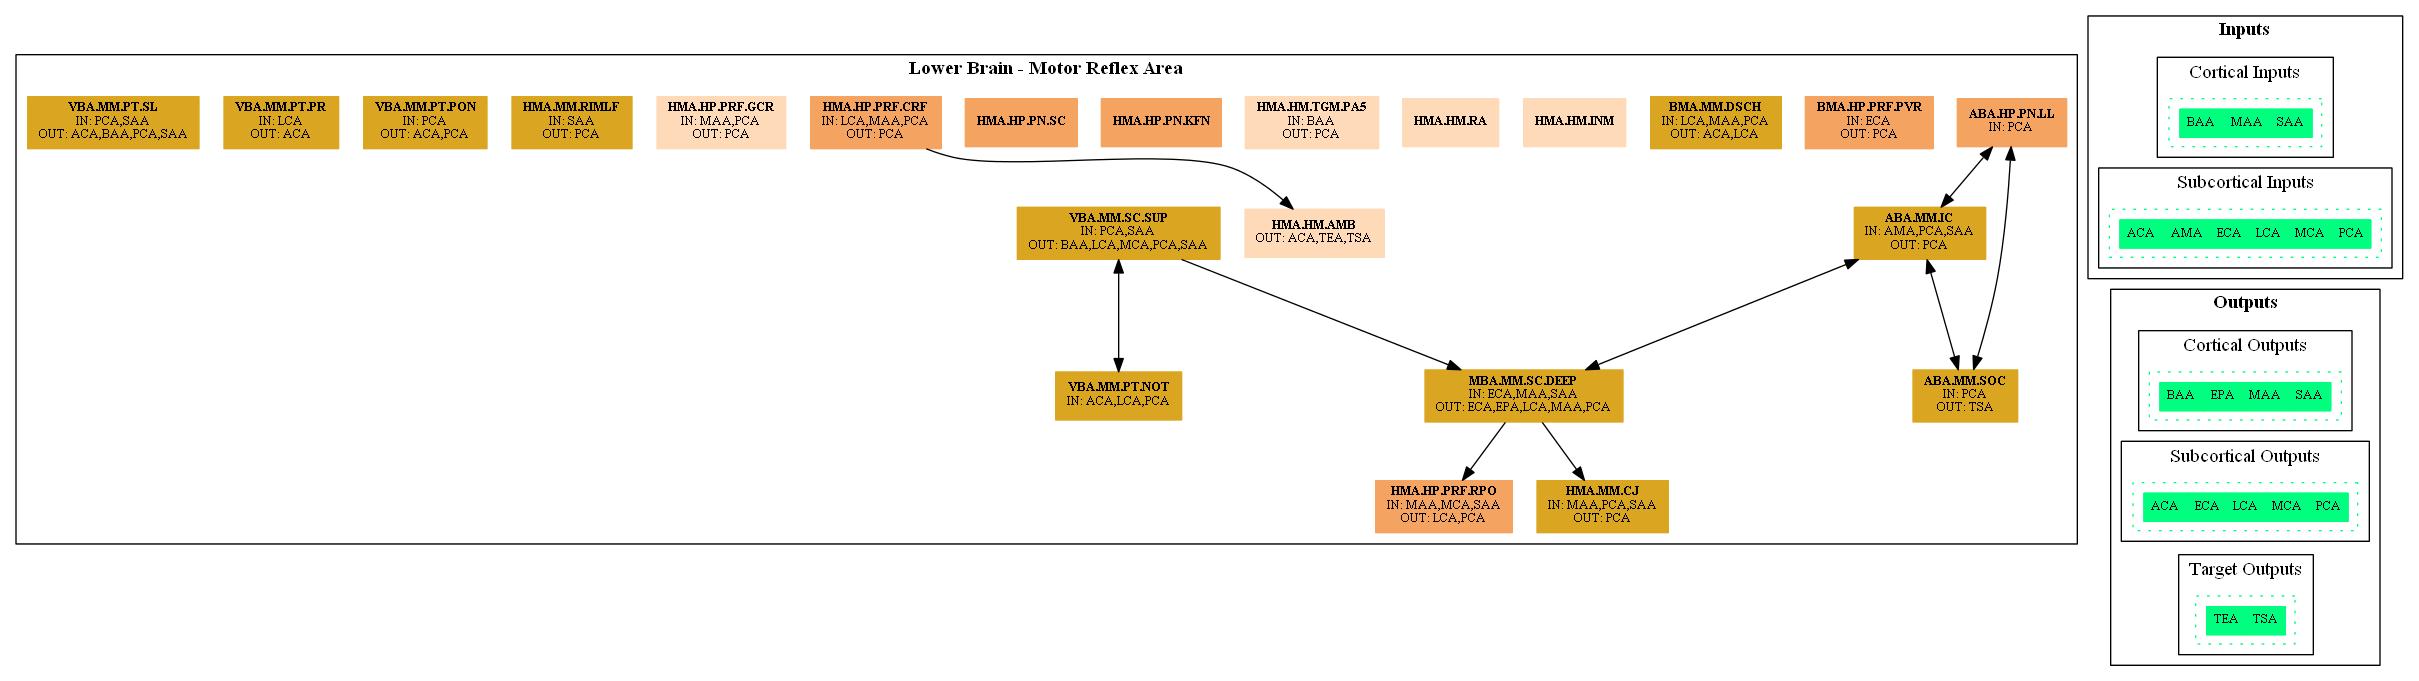 Lower Brain - Motor Reflex Area
VBA.MM.PT.SL
IN: PCA,SAA
OUT: ACA,BAA,PCA,SAA
VBA.MM.PT.PR
IN: LCA
OUT: ACA
VBA.MM.PT.PON
IN: PCA
OUT: ACA,PCA
HMA.MM.RIMLF
IN: SAA
OUT: PCA
HMA.HP.PRF.GCR
IN: MAA,PCA
OUT: PCA
HMA.HP.PRF.CRF
IN: LCA,MAA,PCA
OUT: PCA
HMA.HP.PN.SC
HMA.HP.PN.KFN
HMA.HM.TGM.PA5
IN: BAA
OUT: PCA
HMA.HM.RA
HMA.HM.INM
BMA.MM.DSCH
IN: LCA,MAA,PCA
OUT: ACA,LCA
BMA.HP.PRF.PVR
IN: ECA
OUT: PCA
ABA.HP.PN.LL
IN: PCA
VBA.MM.SC.SUP
IN: PCA,SAA
OUT: BAA,LCA,MCA,PCA,SAA
HMA.HM.AMB
OUT: ACA,TEA,TSA
ABA.MM.IC
IN: AMA,PCA,SAA
OUT: PCA
VBA.MM.PT.NOT
IN: ACA,LCA,PCA
MBA.MM.SC.DEEP
IN: ECA,MAA,SAA
OUT: ECA,EPA,LCA,MAA,PCA
ABA.MM.SOC
IN: PCA
OUT: TSA
HMA.HP.PRF.RPO
IN: MAA,MCA,SAA
OUT: LCA,PCA
HMA.MM.CJ
IN: MAA,PCA,SAA
OUT: PCA
Inputs
Cortical Inputs
BAA MAA SAA
Subcortical Inputs
ACA AMA ECA LCA MCA PCA
Outputs
Cortical Outputs
BAA EPA MAA SAA
Subcortical Outputs
ACA ECA LCA MCA PCA
Target Outputs
TEA TSA